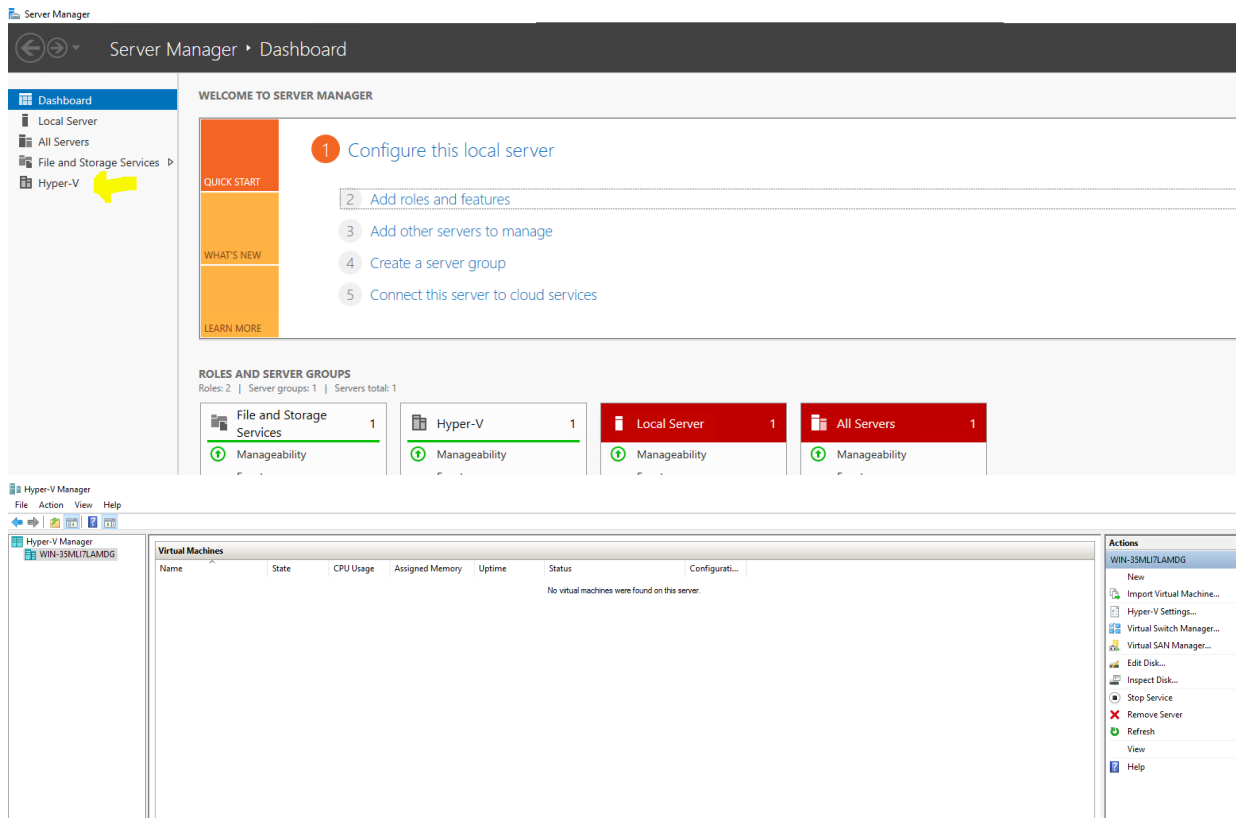 Server Manager
Server Manager • Dashboard
Dashboard
Local Server
All Servers
File and Storage Services
Hyper-V
WELCOME TO SERVER MANAGER
QUICK START
WHAT'S NEW
LEARN MORE
1 Configure this local server
2 Add roles and features
3 Add other servers to manage
4 Create a server group
5 Connect this server to cloud services
ROLES AND SERVER GROUPS
Roles: 2 | Server groups: 1 | Servers total: 1
File and Storage
Services 1
Manageability
Hyper-V 1
Manageability
Local Server 1
Manageability
All Servers 1
Manageability
Hyper-V Manager
File Action View Help
Hyper-V Manager
WIN-35MLI7LAMDG
Virtual Machines
Name State CPU Usage Assigned Memory Uptime Status Configurati...
No virtual machines were found on this server.
Actions
WIN-35MLI7LAMDG
New
Import Virtual Machine...
Hyper-V Settings...
Virtual Switch Manager...
Virtual SAN Manager...
Edit Disk...
Inspect Disk...
Stop Service
Remove Server
Refresh
View
Help